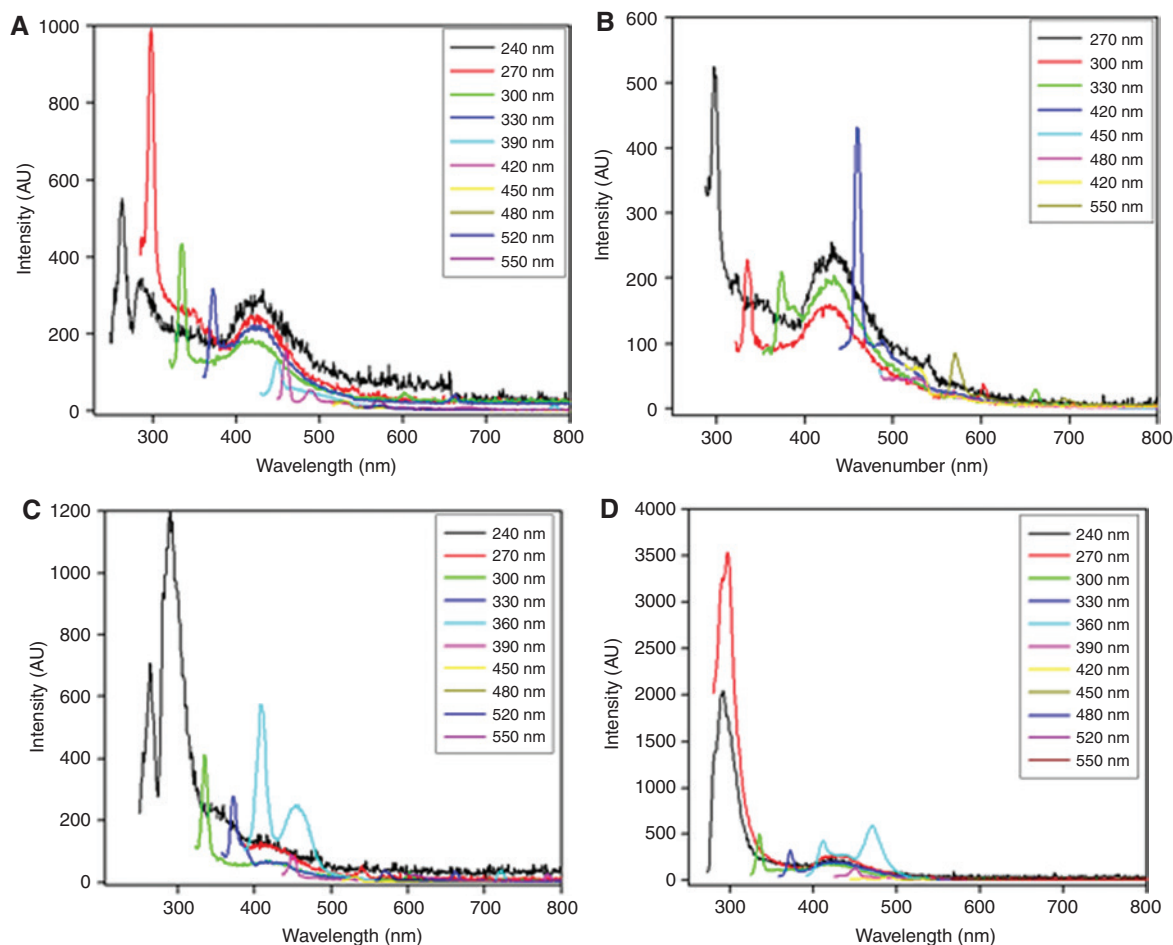 A
1000
800
600
400
200
0
Intensity (AU)
300 400 500 600 700 800
Wavelength (nm)
240 nm
270 nm
300 nm
330 nm
390 nm
420 nm
450 nm
480 nm
520 nm
550 nm
B
600
500
400
300
200
100
0
Intensity (AU)
300 400 500 600 700 800
Wavenumber (nm)
270 nm
300 nm
330 nm
420 nm
450 nm
480 nm
420 nm
550 nm
C
1200
1000
800
600
400
200
0
Intensity (AU)
300 400 500 600 700 800
Wavelength (nm)
240 nm
270 nm
300 nm
330 nm
360 nm
390 nm
450 nm
480 nm
520 nm
550 nm
D
4000
3500
3000
2500
2000
1500
1000
500
0
Intensity (AU)
300 400 500 600 700 800
Wavelength (nm)
240 nm
270 nm
300 nm
330 nm
360 nm
390 nm
420 nm
450 nm
480 nm
520 nm
550 nm